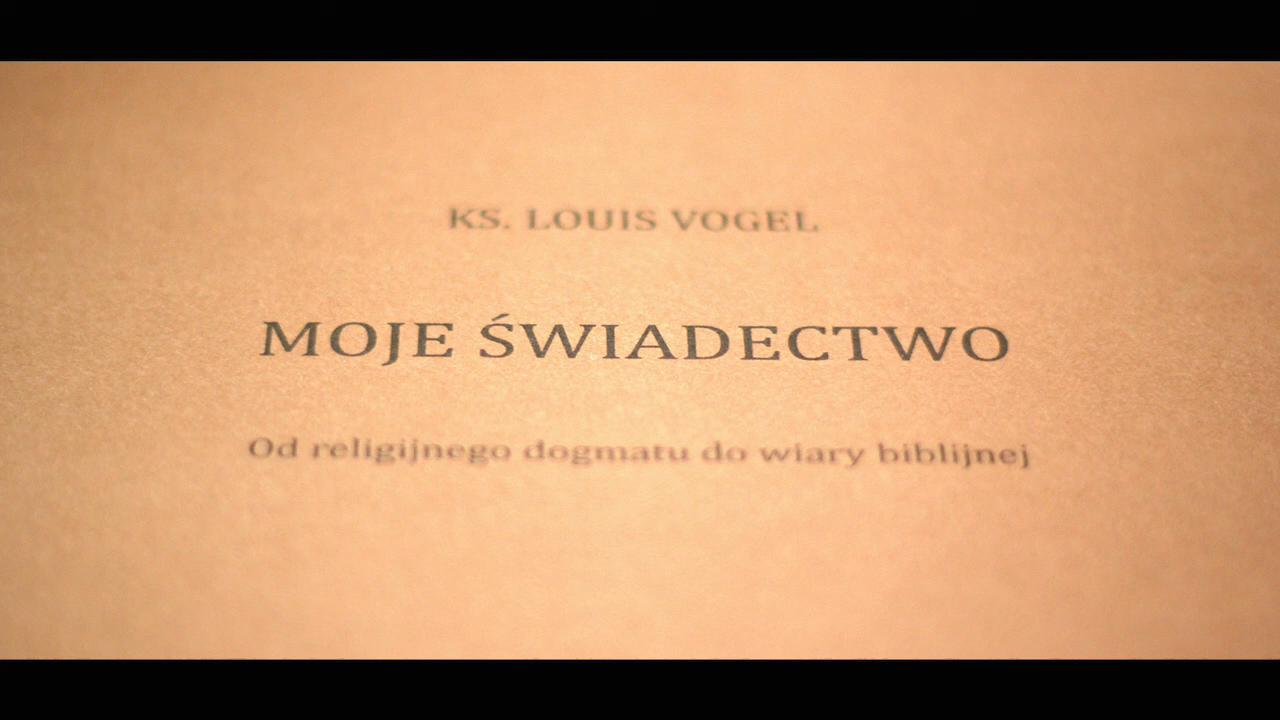 KS. LOUIS VOGEL
MOJE ŚWIADECTWO
Od religijnego dogmatu do wiary biblijnej